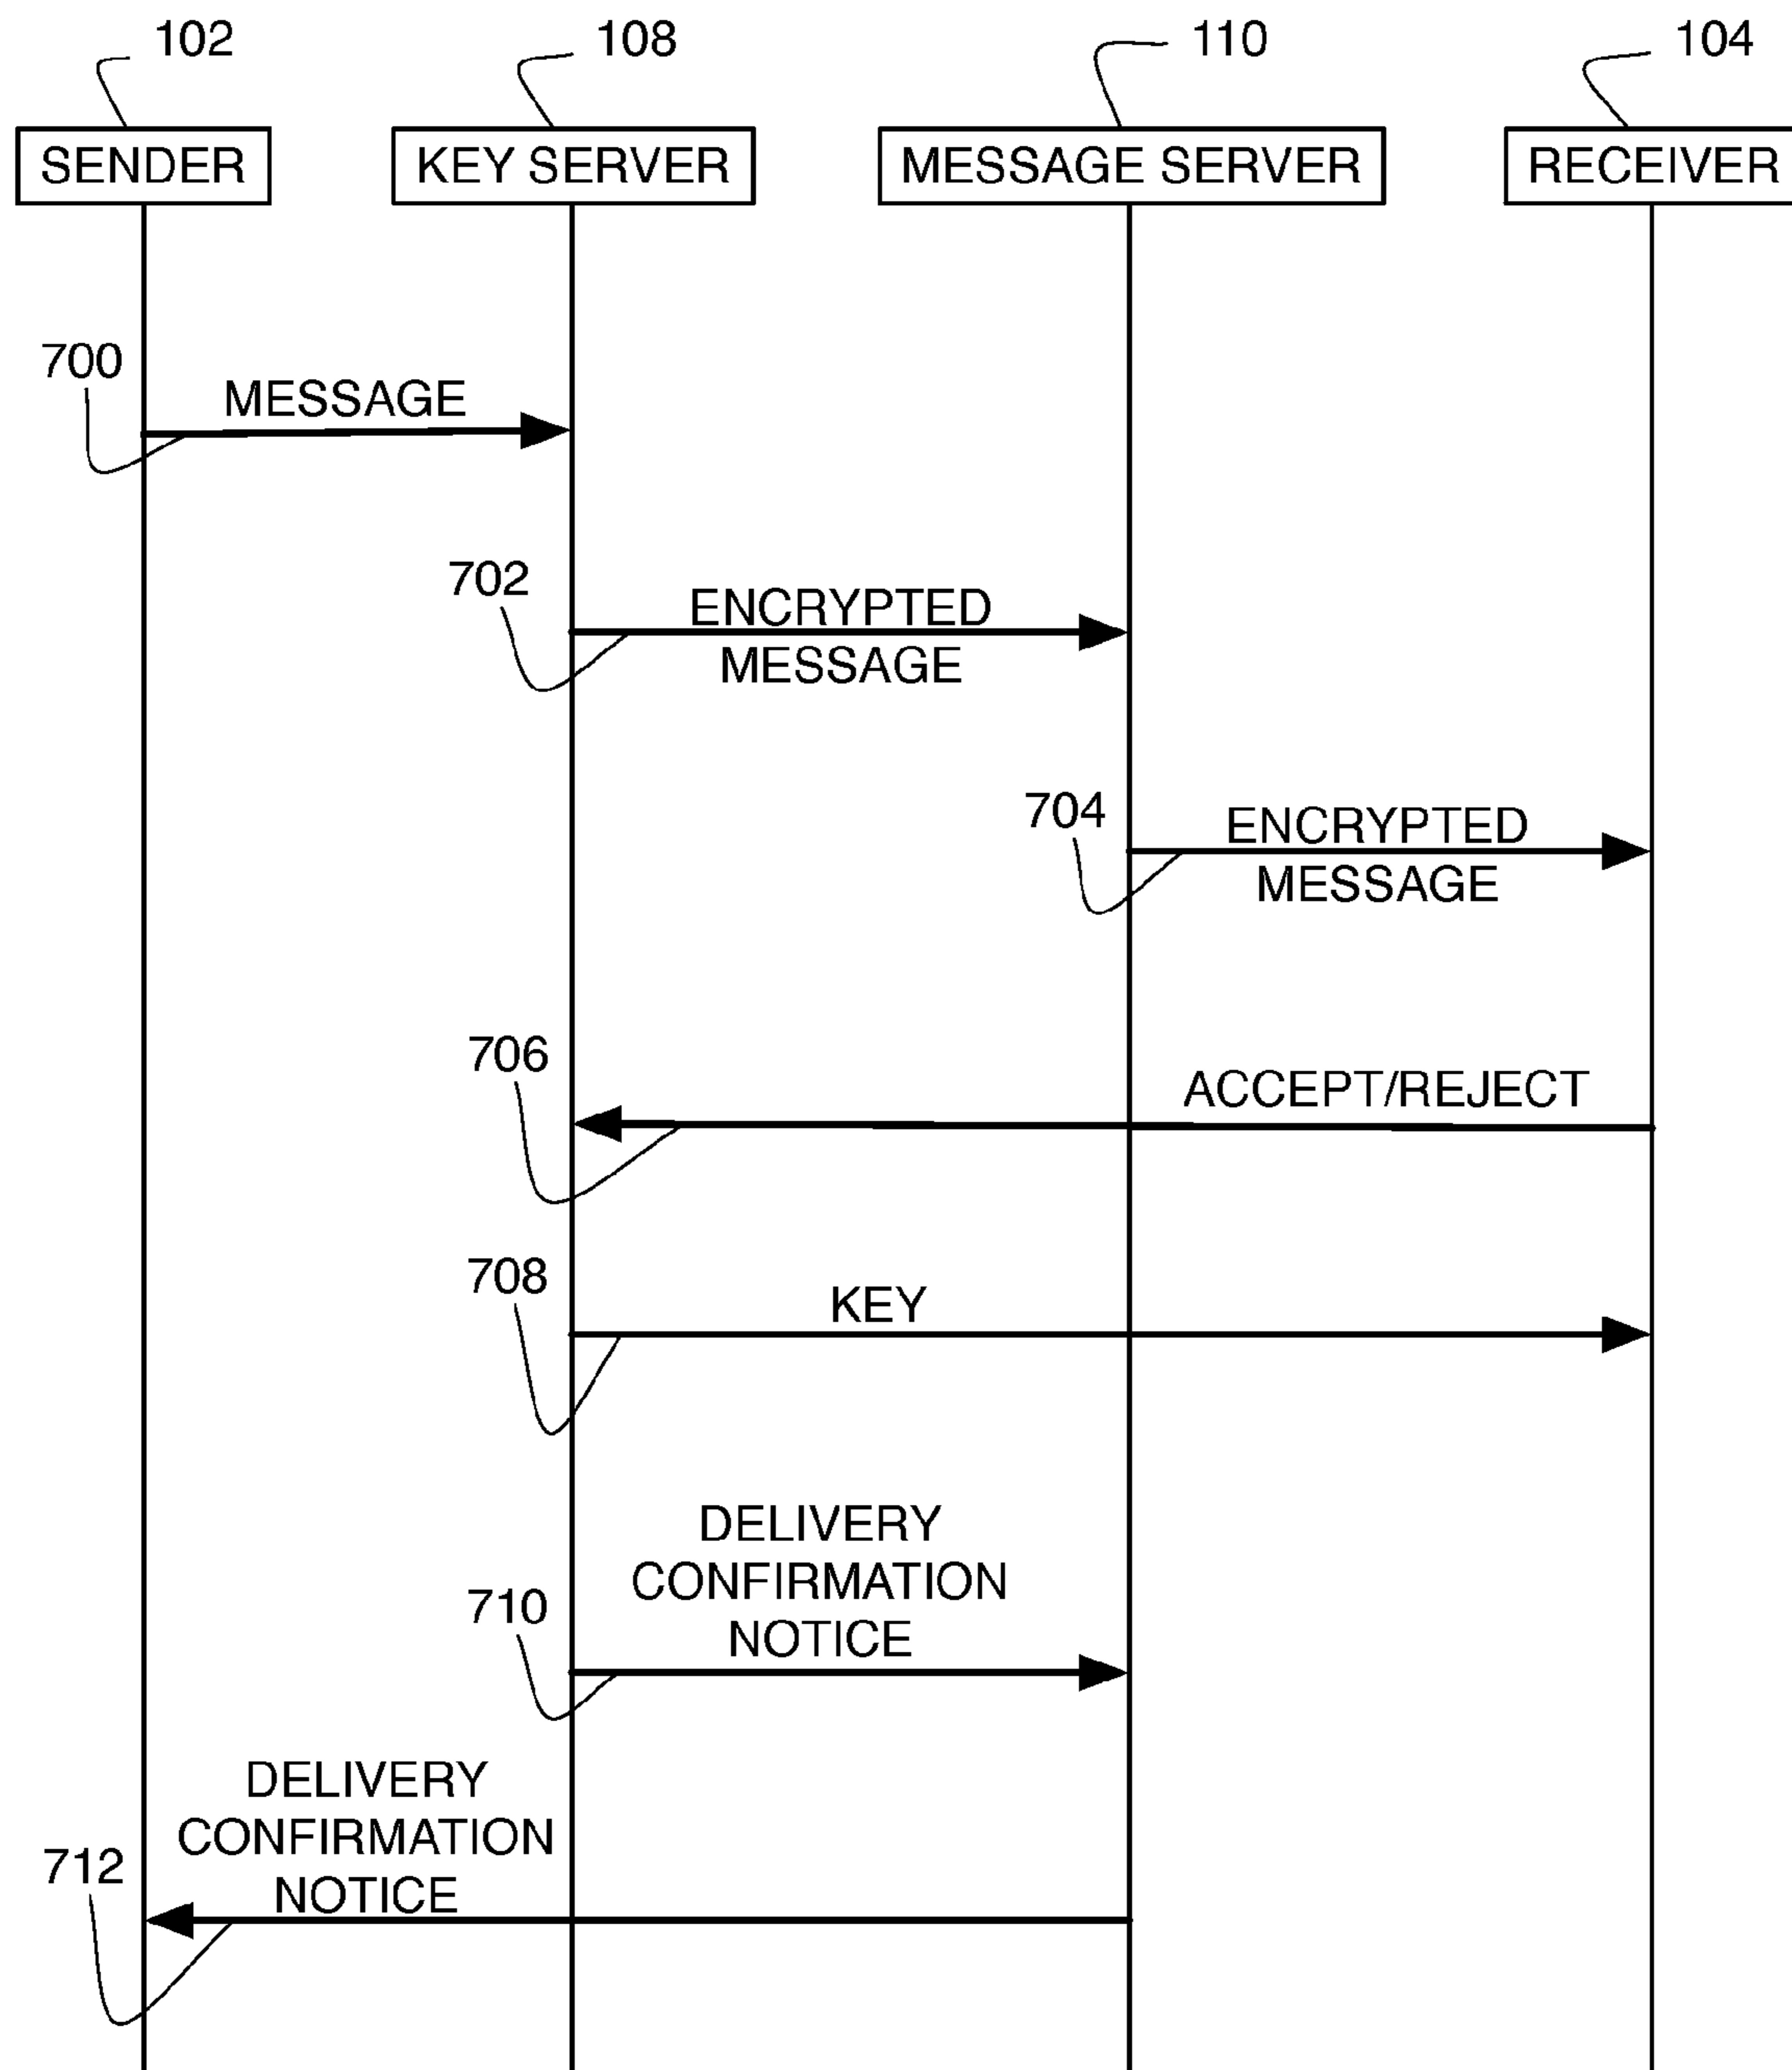 102
108
110
104
SENDER
KEY SERVER
MESSAGE SERVER
RECEIVER
700
MESSAGE
702
ENCRYPTED
MESSAGE
704
ENCRYPTED
MESSAGE
706
ACCEPT/REJECT
708
KEY
710
DELIVERY
CONFIRMATION
NOTICE
712
DELIVERY
CONFIRMATION
NOTICE